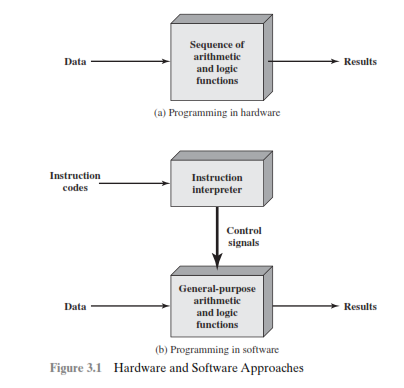 Sequence of
arithmetic
and logic
functions
Data
Results
(a) Programming in hardware
Instruction
codes
Instruction
interpreter
Control
signals
General-purpose
arithmetic
and logic
functions
Data
Results
(b) Programming in software
Figure 3.1 Hardware and Software Approaches